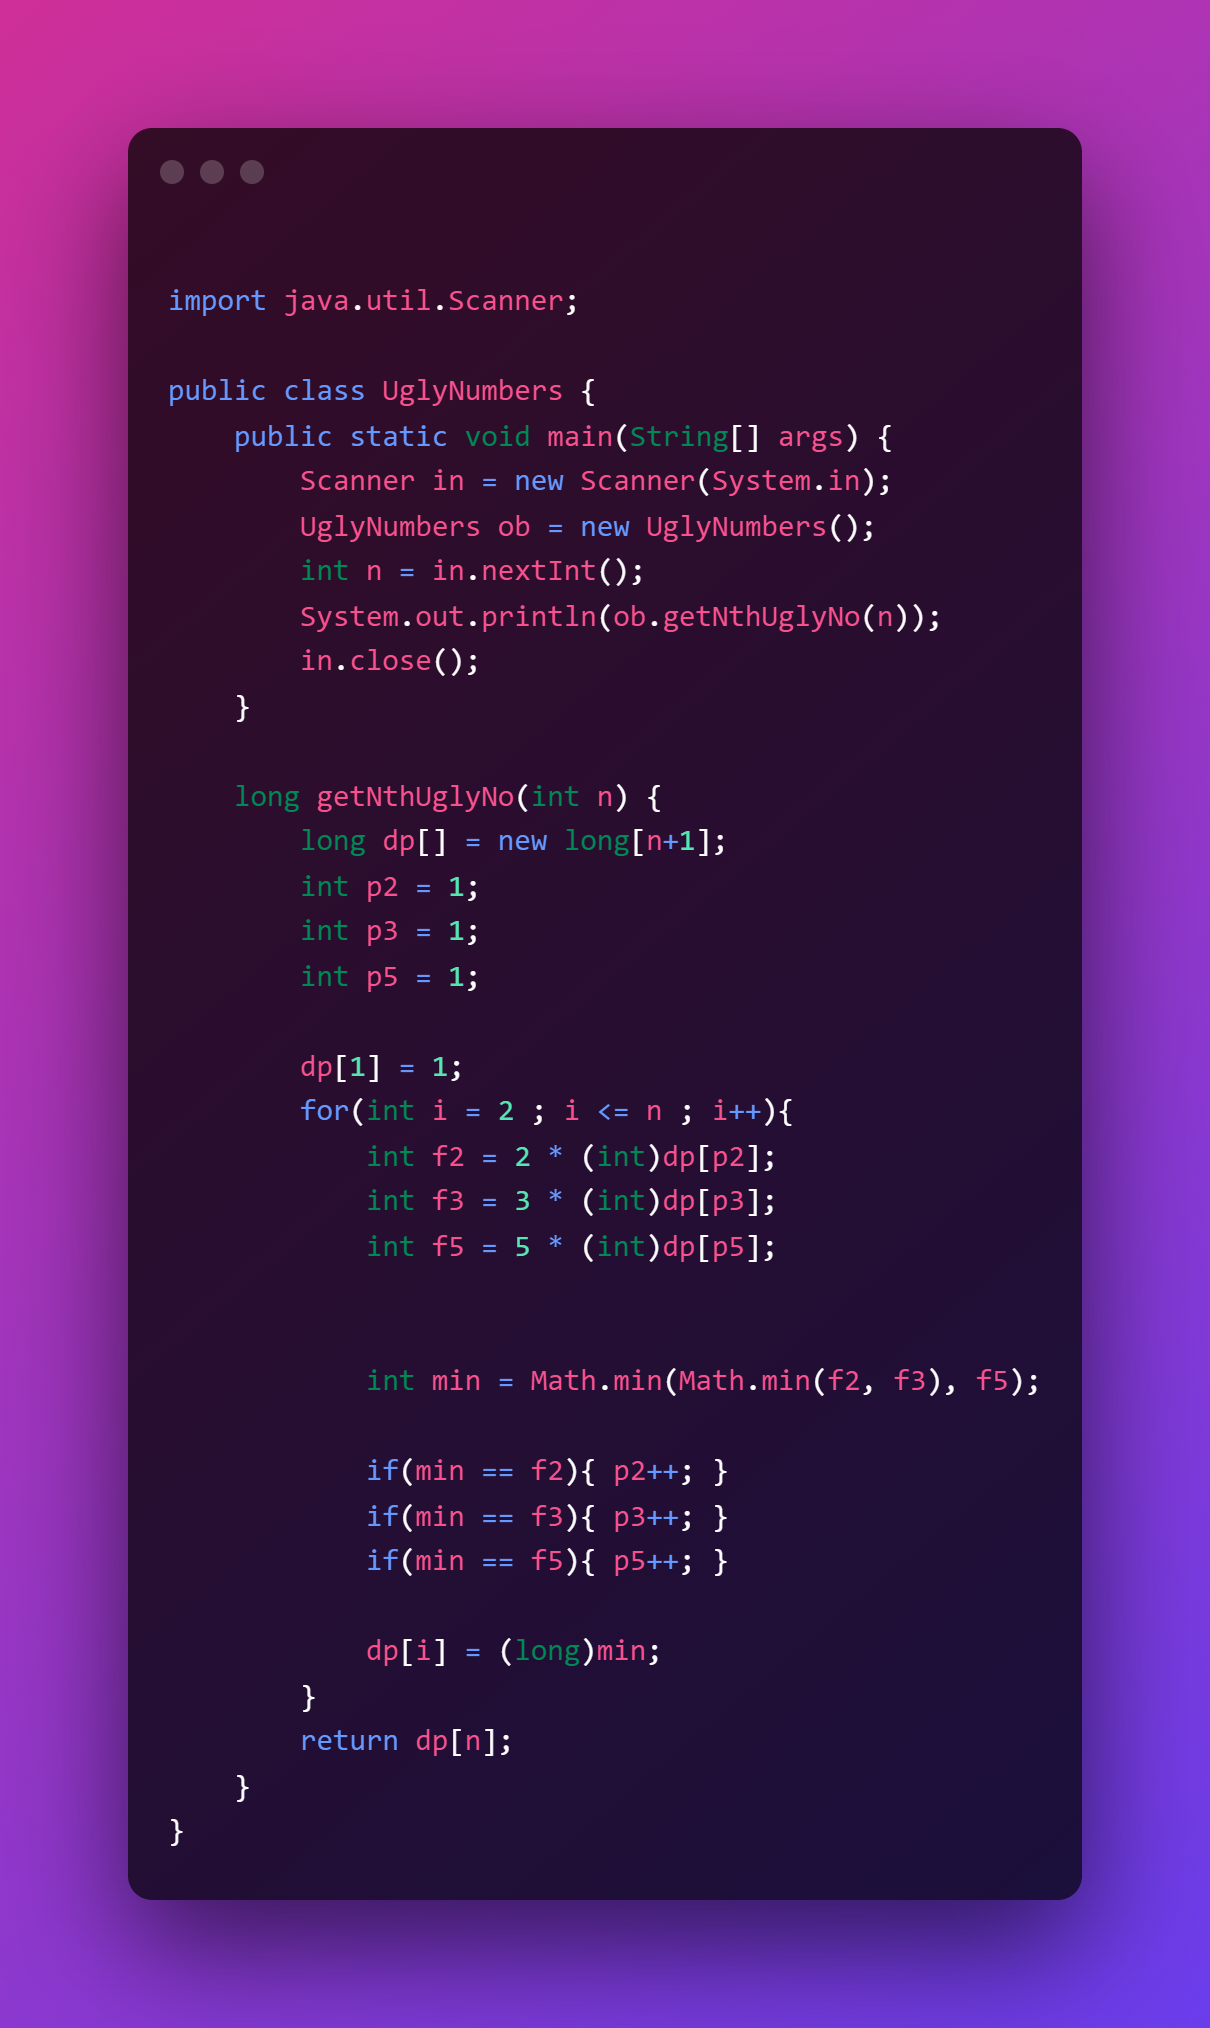 import java.util.Scanner;
public class UglyNumbers {
    public static void main(String[] args) {
        Scanner in = new Scanner(System.in);
        UglyNumbers ob = new UglyNumbers();
        int n = in.nextInt();
        System.out.println(ob.getNthUglyNo(n));
        in.close();
    }
    long getNthUglyNo(int n) {
        long dp[] = new long[n+1];
        int p2 = 1;
        int p3 = 1;
        int p5 = 1;
        dp[1] = 1;
        for(int i = 2 ; i <= n ; i++){
            int f2 = 2 * (int)dp[p2];
            int f3 = 3 * (int)dp[p3];
            int f5 = 5 * (int)dp[p5];
            int min = Math.min(Math.min(f2, f3), f5);
            if(min == f2){ p2++; }
            if(min == f3){ p3++; }
            if(min == f5){ p5++; }
            dp[i] = (long)min;
        }
        return dp[n];
    }
}